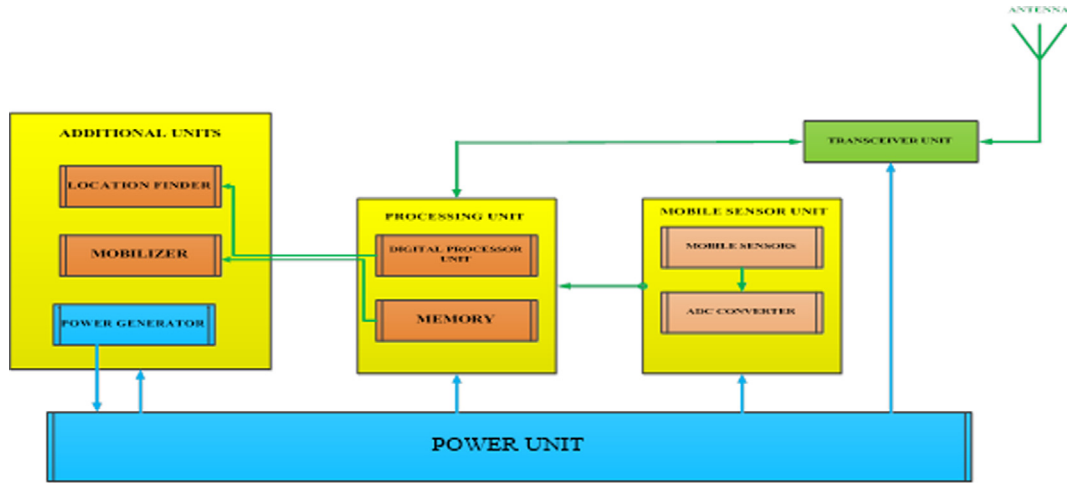 ANTENNA
ADDITIONAL UNITS
LOCATION FINDER
MOBILIZER
POWER GENERATOR
PROCESSING UNIT
DIGITAL PROCESSOR
UNIT
MEMORY
MOBILE SENSOR UNIT
MOBILE SENSORS
ADC CONVERTER
TRANSCEIVER UNIT
POWER UNIT